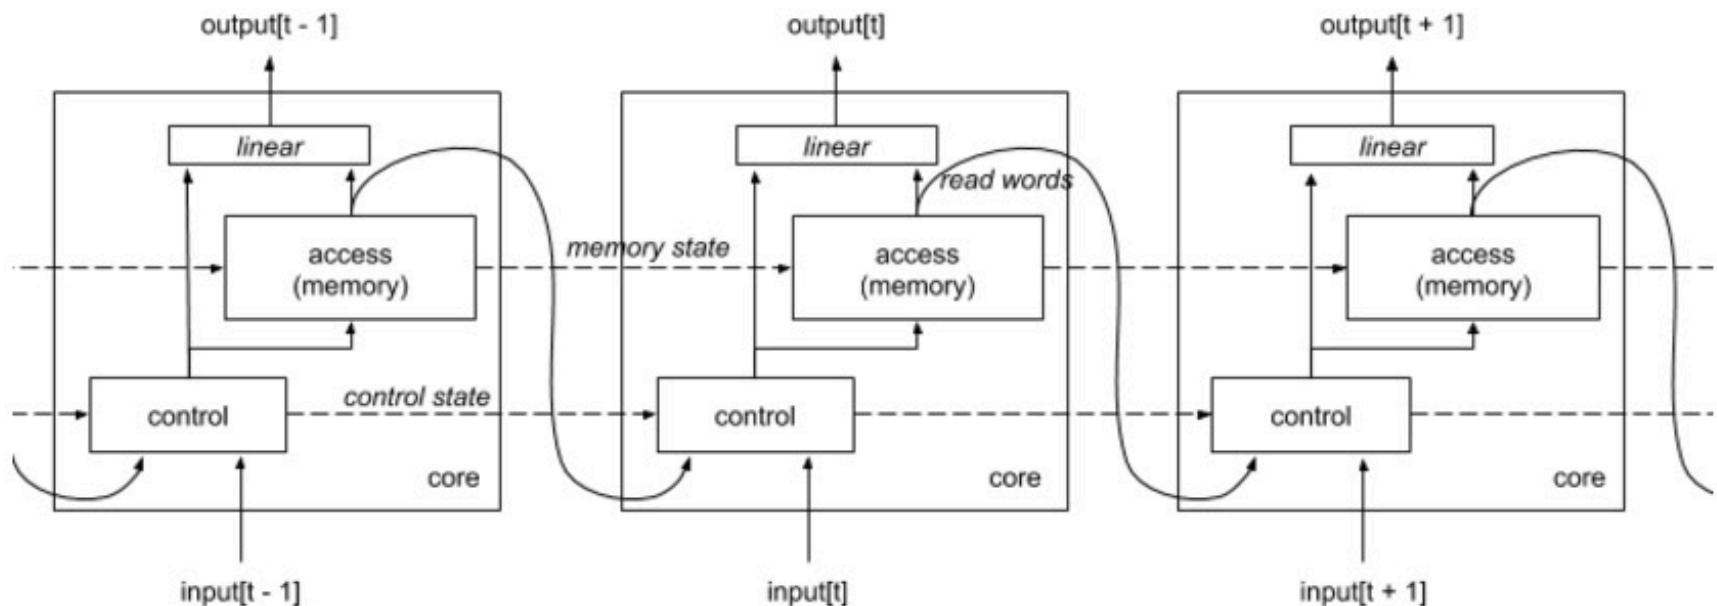 output[t - 1]
output[t]
output[t + 1]
linear
linear
linear
read words
access
(memory)
memory state
access
(memory)
access
(memory)
control
control state
control
control
core
core
core
input[t - 1]
input[t]
input[t + 1]